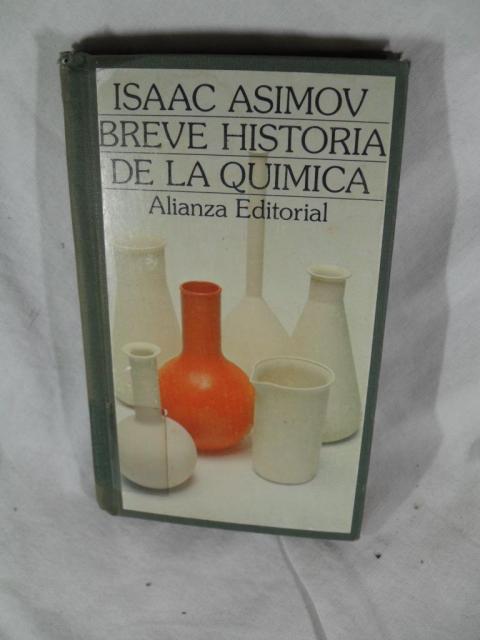 ISAAC ASIMOV
BREVE HISTORIA
DE LA QUIMICA
Alianza Editorial